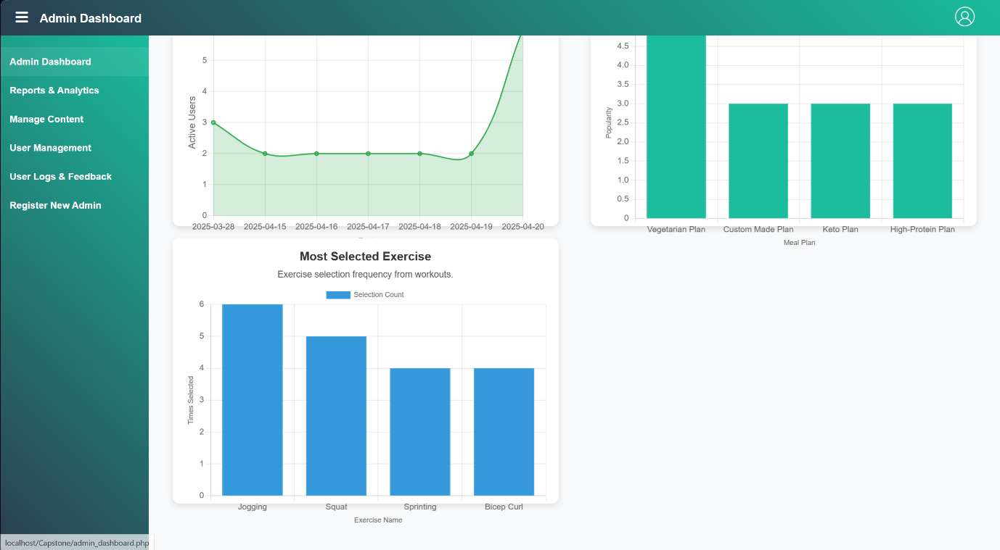 Admin Dashboard
Admin Dashboard
Reports & Analytics
Manage Content
User Management
User Logs & Feedback
Register New Admin
Active Users
5
4
3
2
1
0
2025-03-28 2025-04-15 2025-04-16 2025-04-17 2025-04-18 2025-04-19 2025-04-20
Popularity
4.5
4.0
3.5
3.0
2.5
2.0
1.5
1.0
0.5
0
Vegetarian Plan Custom Made Plan Keto Plan High-Protein Plan
Meal Plan
Most Selected Exercise
Exercise selection frequency from workouts.
Selection Count
Times Selected
6
5
4
3
2
1
0
Jogging Squat Sprinting Bicep Curl
Exercise Name
localhost/Capstone/admin_dashboard.php